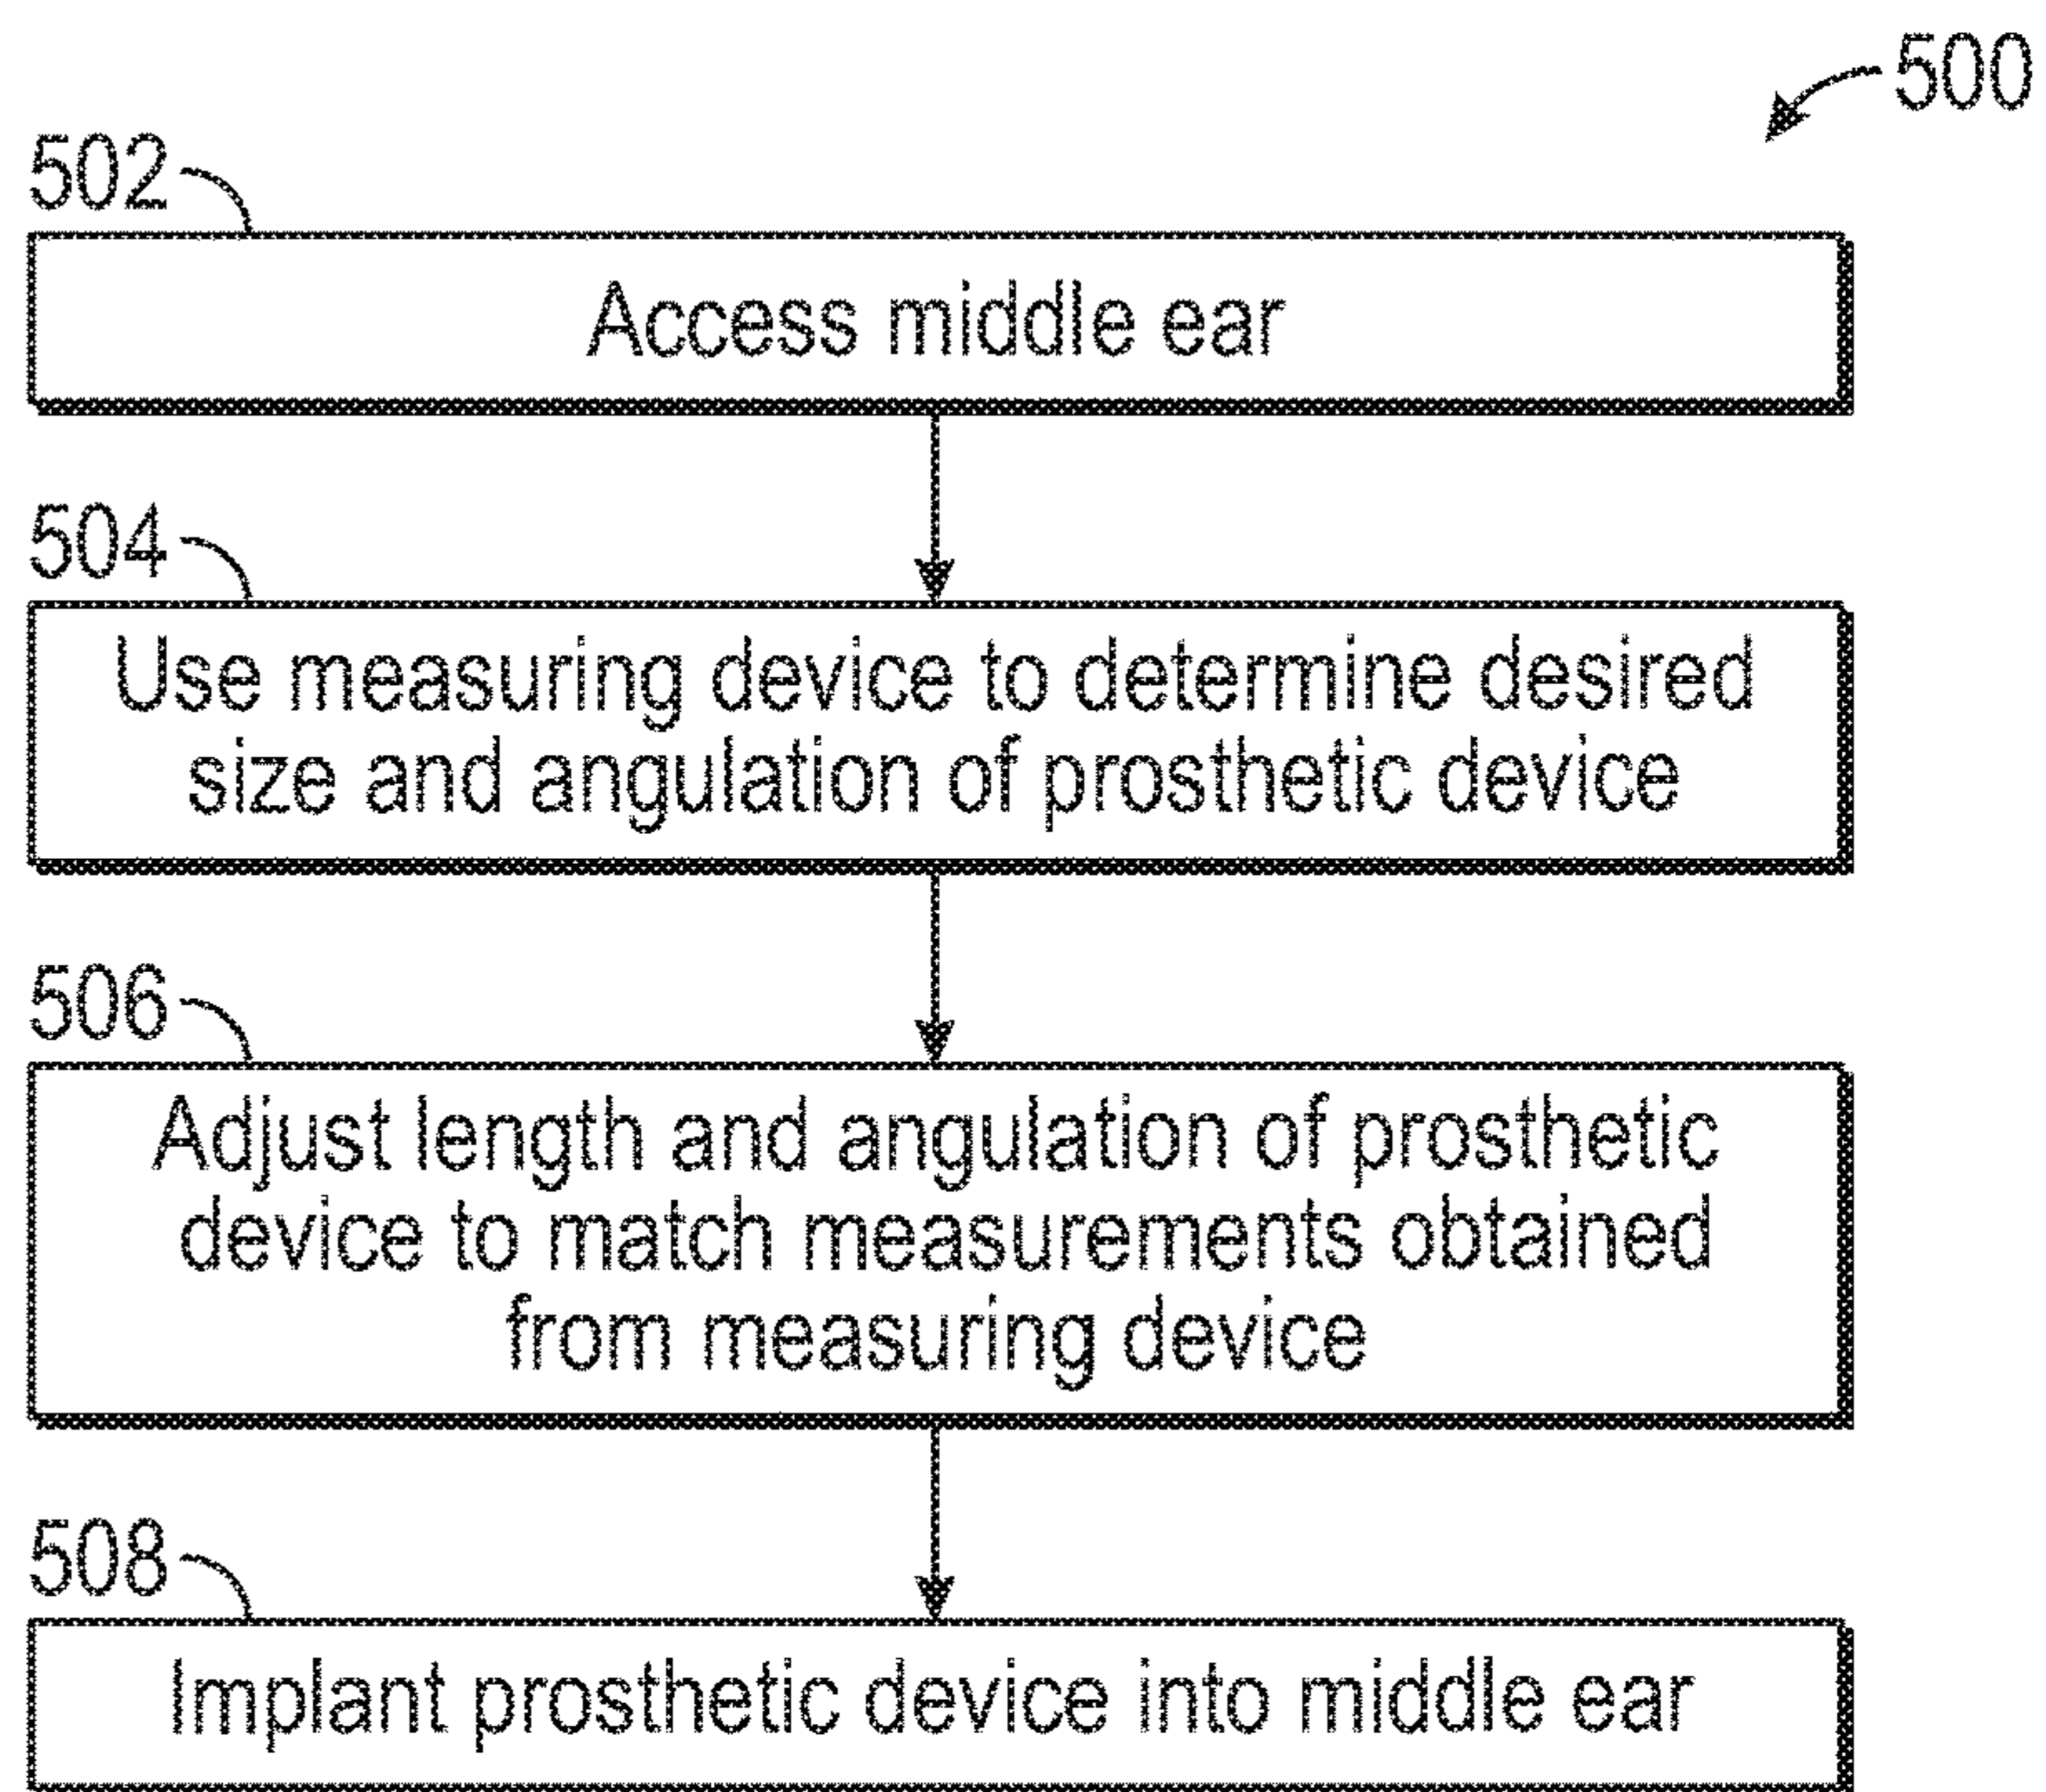 500
502
Access middle ear
504
Use measuring device to determine desired
size and angulation of prosthetic device
506
Adjust length and angulation of prosthetic
device to match measurements obtained
from measuring device
508
Implant prosthetic device into middle ear